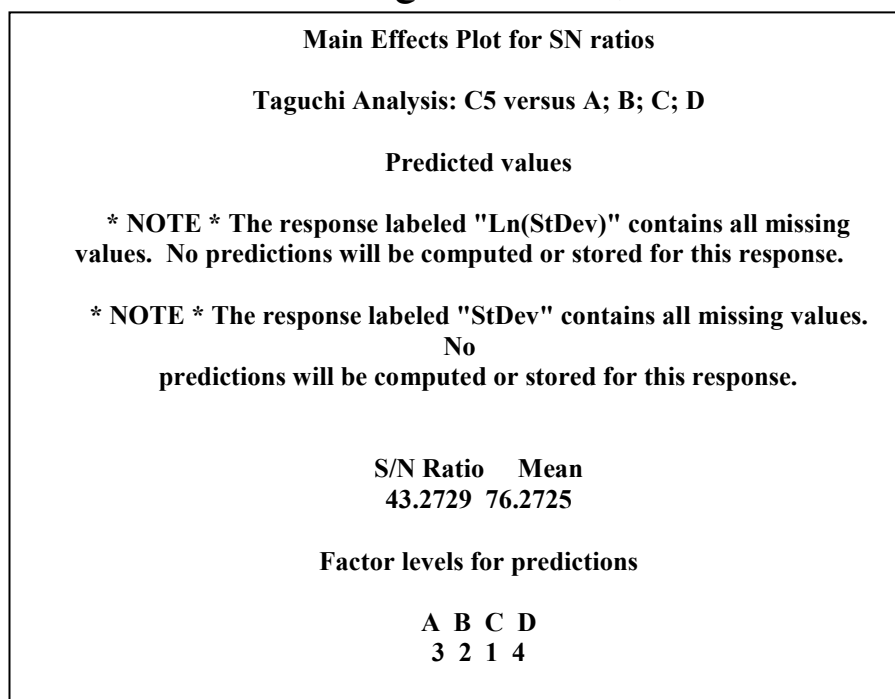 Main Effects Plot for SN ratios
Taguchi Analysis: C5 versus A; B; C; D
Predicted values
* NOTE * The response labeled "Ln(StDev)" contains all missing
values. No predictions will be computed or stored for this response.
* NOTE * The response labeled "StDev" contains all missing values.
No
predictions will be computed or stored for this response.
S/N Ratio Mean
43.2729 76.2725
Factor levels for predictions
A B C D
3 2 1 4